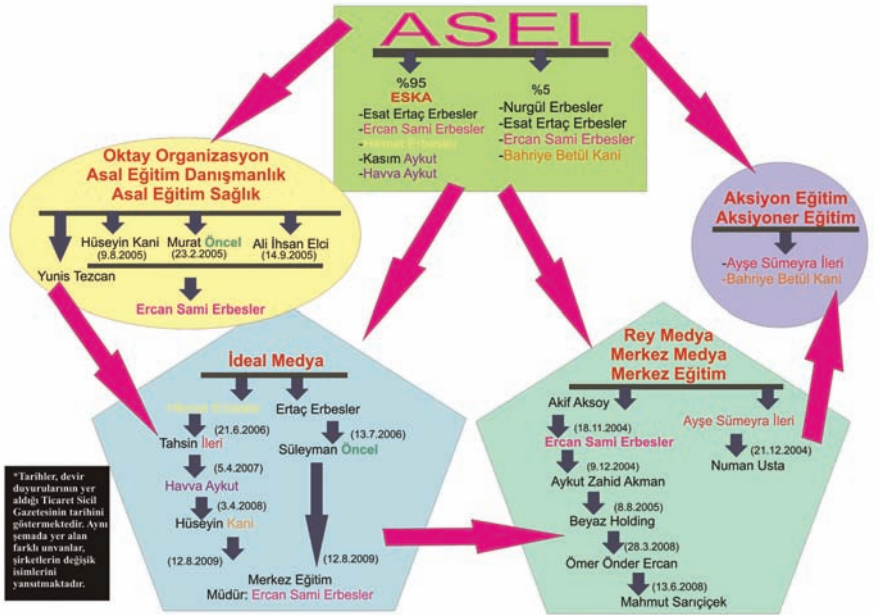 ASEL
%95
ESKA
-Esat Ertaç Erbesler
-Ercan Sami Erbesler
-Hikmet Erbesler
-Kasım Aykut
-Havva Aykut
%5
-Nurgül Erbesler
-Esat Ertaç Erbesler
-Ercan Sami Erbesler
-Bahriye Betül Kani
Oktay Organizasyon
Asal Eğitim Danışmanlık
Asal Eğitim Sağlık
Yunis Tezcan
Hüseyin Kani
(9.8.2005)
Murat Öncel
(23.2.2005)
Ali İhsan Elci
(14.9.2005)
Ercan Sami Erbesler
Aksiyon Eğitim
Aksiyoner Eğitim
-Ayşe Sümeyra İleri
-Bahriye Betül Kani
İdeal Medya
Hikmet Erbesler
(21.6.2006)
Tahsin İleri
(5.4.2007)
Havva Aykut
(3.4.2008)
Hüseyin Kani
(12.8.2009)
Ertaç Erbesler
(13.7.2006)
Süleyman Öncel
(12.8.2009)
Merkez Eğitim
Müdür: Ercan Sami Erbesler
Rey Medya
Merkez Medya
Merkez Eğitim
Akif Aksoy
(18.11.2004)
Ercan Sami Erbesler
(9.12.2004)
Aykut Zahid Akman
(8.8.2005)
Beyaz Holding
(28.3.2008)
Ömer Önder Ercan
(13.6.2008)
Mahmut Sarıçiçek
Ayşe Sümeyra İleri
(21.12.2004)
Numan Usta
*Tarihler, devir
duyurularının yer
aldığı Ticaret Sicil
Gazetesinin tarihini
göstermektedir. Aynı
şemada yer alan
farklı unvanlar,
şirketlerin değişik
isimlerini
yansıtmaktadır.